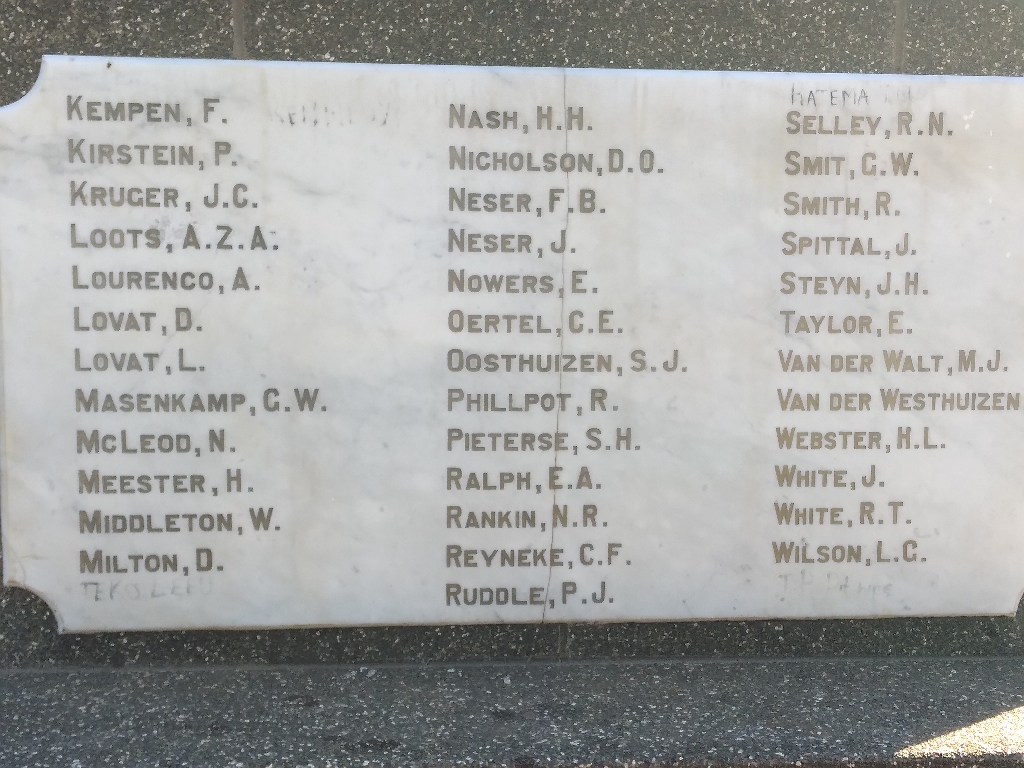 KEMPEN, F.
KIRSTEIN, P.
KRUGER, J.C.
LOOTS, A.Z.A.
LOURENCO, A.
LOVAT, D.
LOVAT, L.
MASENKAMP, G.W.
MCLEOD, N.
MEESTER, H.
MIDDLETON, W.
MILTON, D.
NASH, H.H.
NICHOLSON, D.O.
NESER, F.B.
NESER, J.
NOWERS, E.
OERTEL, C.E.
OOSTHUIZEN, S.J.
PHILLPOT, R.
PIETERSE, S.H.
RALPH, E.A.
RANKIN, N.R.
REYNEKE, C.F.
RUDDLE, P.J.
SELLEY, R.N.
SMIT, G.W.
SMITH, R.
SPITTAL, J.
STEYN, J.H.
TAYLOR, E.
VAN DER WALT, M.J.
VAN DER WESTHUIZEN
WEBSTER, H.L.
WHITE, J.
WHITE, R.T.
WILSON, L.C.